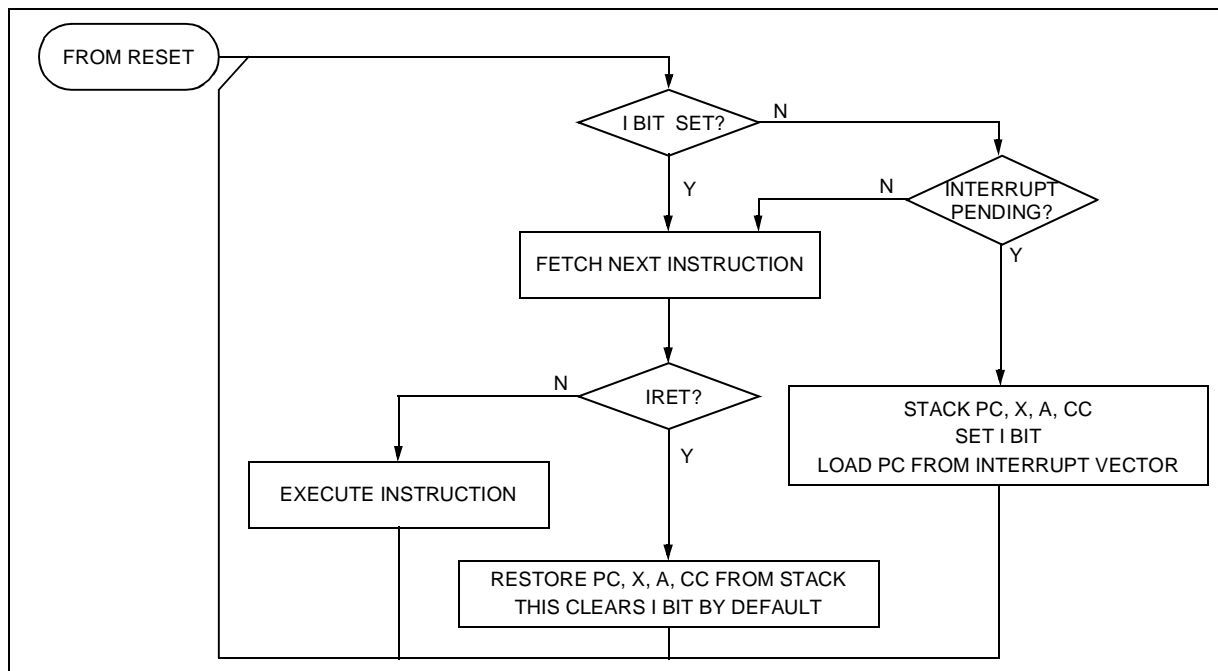 FROM RESET
I BIT SET?
N
Y
N
INTERRUPT
PENDING?
Y
FETCH NEXT INSTRUCTION
N
IRET?
Y
STACK PC, X, A, CC
SET I BIT
LOAD PC FROM INTERRUPT VECTOR
EXECUTE INSTRUCTION
RESTORE PC, X, A, CC FROM STACK
THIS CLEARS I BIT BY DEFAULT